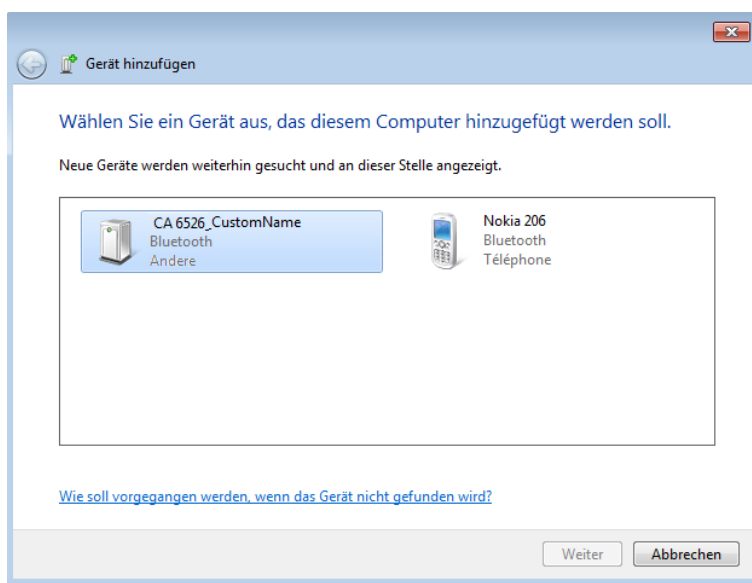 Gerät hinzufügen
Wählen Sie ein Gerät aus, das diesem Computer hinzugefügt werden soll.
Neue Geräte werden weiterhin gesucht und an dieser Stelle angezeigt.
CA 6526_CustomName
Bluetooth
Andere
Nokia 206
Bluetooth
Téléphone
Wie soll vorgegangen werden, wenn das Gerät nicht gefunden wird?
Weiter
Abbrechen